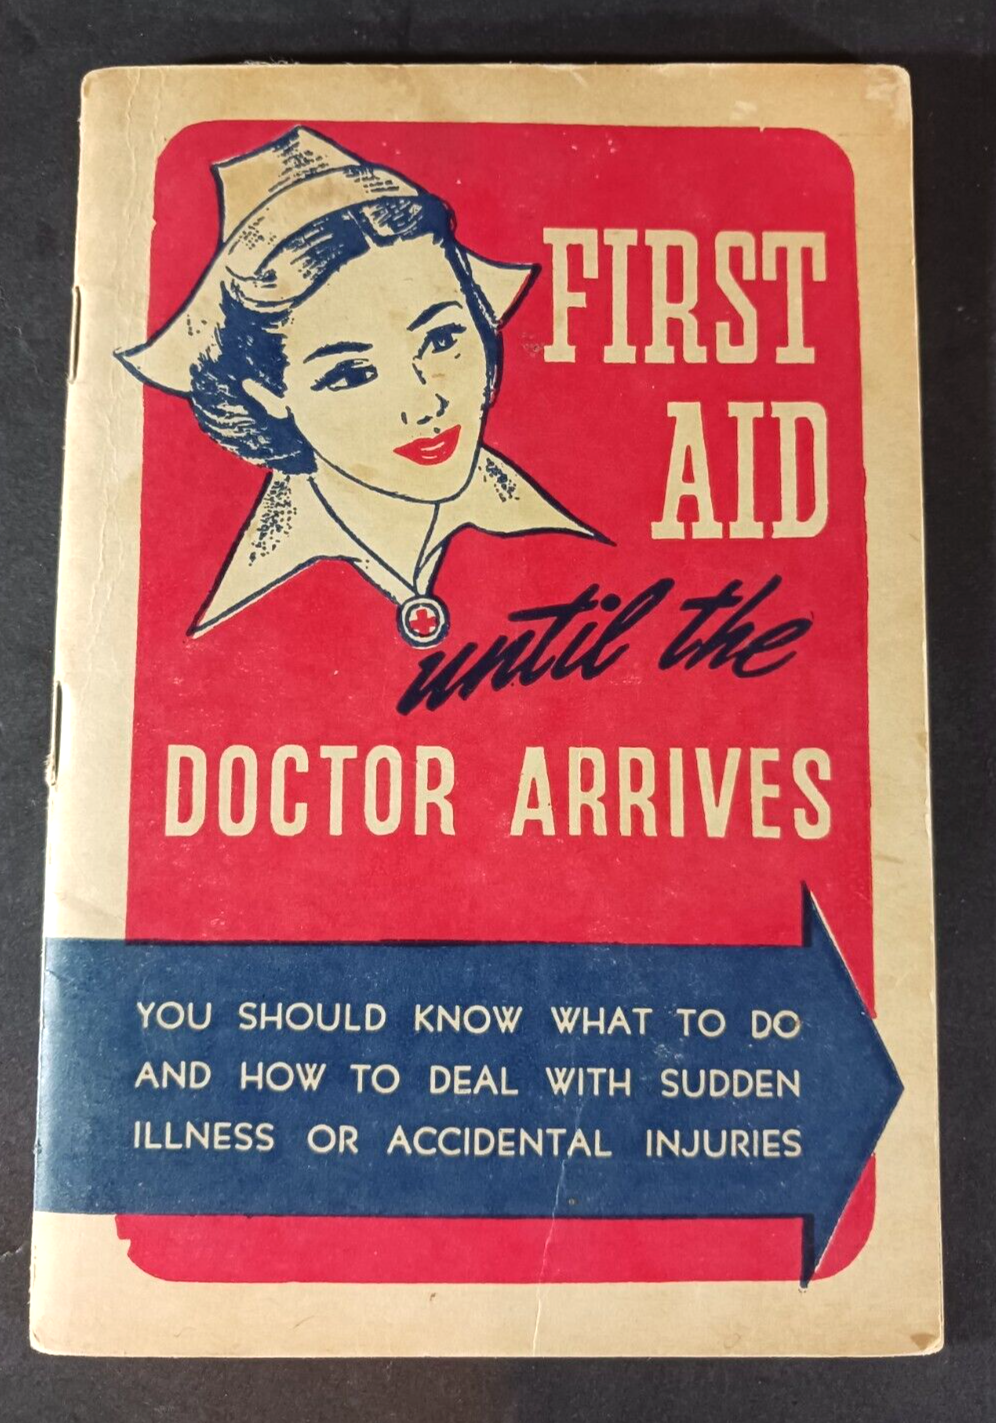 FIRST
AID
until the
DOCTOR ARRIVES
YOU SHOULD KNOW WHAT TO DO
AND HOW TO DEAL WITH SUDDEN
ILLNESS OR ACCIDENTAL INJURIES